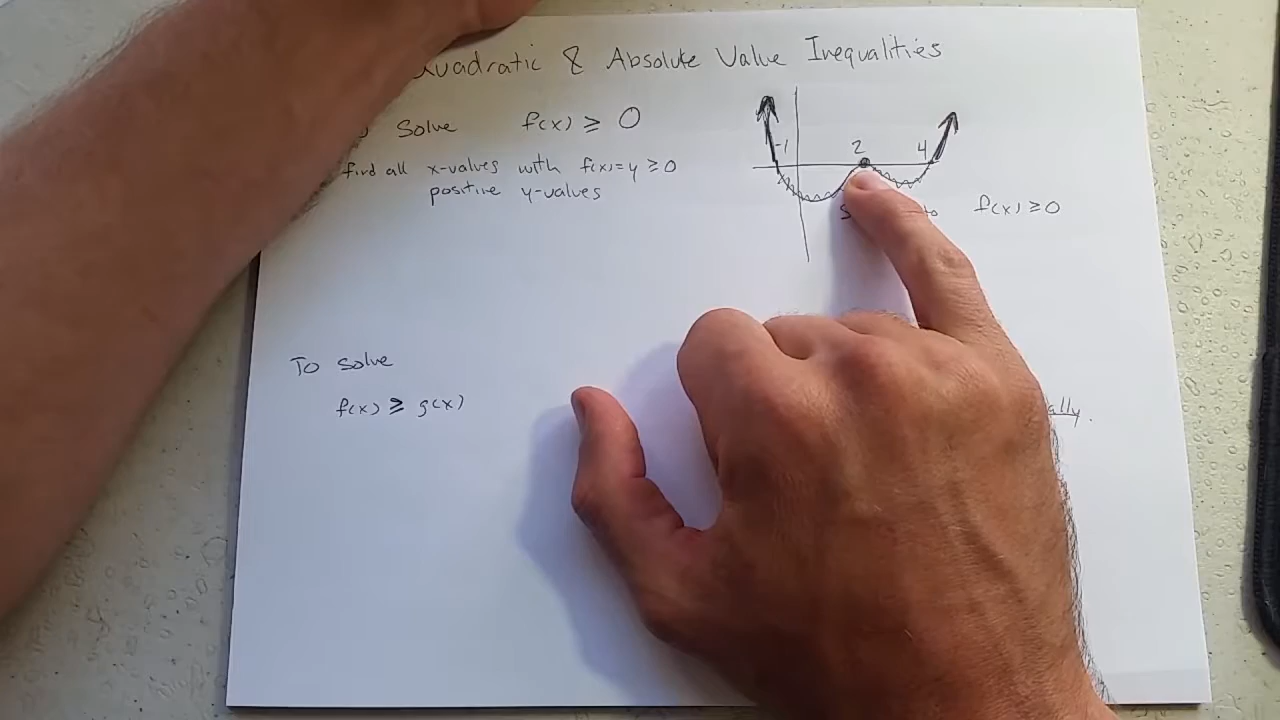 Quadratic & Absolute Value Inequalities
Solve f(x) ≥ 0
find all x-values with f(x)=y ≥0
positive y-values
-1 2 4
f(x) ≥0
To solve
f(x) ≥ g(x)